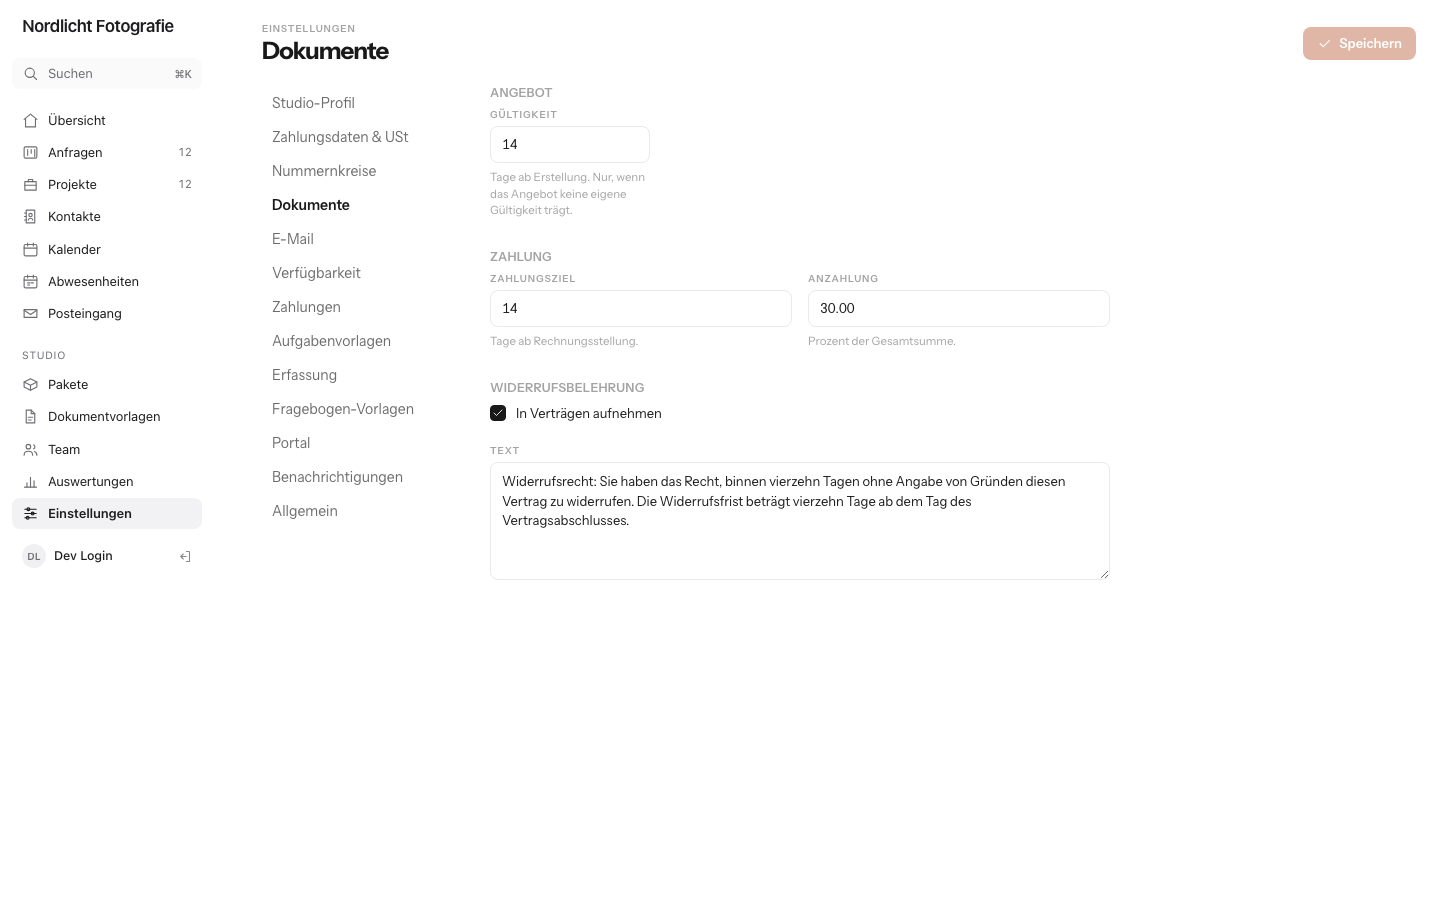 Nordlicht Fotografie
Suchen ⌘K
Übersicht
Anfragen 12
Projekte 12
Kontakte
Kalender
Abwesenheiten
Posteingang
STUDIO
Pakete
Dokumentvorlagen
Team
Auswertungen
Einstellungen
DL Dev Login
EINSTELLUNGEN
Dokumente
Speichern
Studio-Profil
Zahlungsdaten & USt
Nummernkreise
Dokumente
E-Mail
Verfügbarkeit
Zahlungen
Aufgabenvorlagen
Erfassung
Fragebogen-Vorlagen
Portal
Benachrichtigungen
Allgemein
ANGEBOT
GÜLTIGKEIT
14
Tage ab Erstellung. Nur, wenn
das Angebot keine eigene
Gültigkeit trägt.
ZAHLUNG
ZAHLUNGSZIEL
14
Tage ab Rechnungsstellung.
ANZAHLUNG
30.00
Prozent der Gesamtsumme.
WIDERRUFSBELEHRUNG
In Verträgen aufnehmen
TEXT
Widerrufsrecht: Sie haben das Recht, binnen vierzehn Tagen ohne Angabe von Gründen diesen
Vertrag zu widerrufen. Die Widerrufsfrist beträgt vierzehn Tage ab dem Tag des
Vertragsabschlusses.